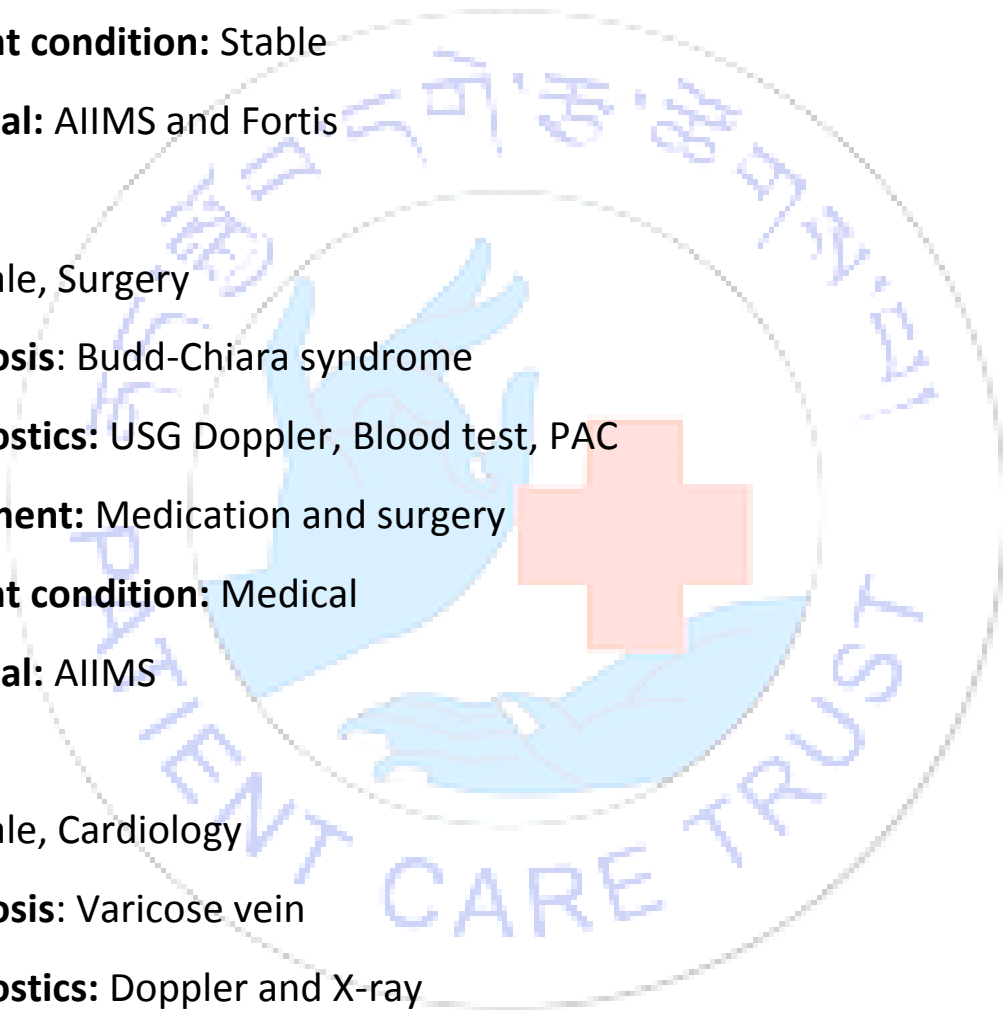 nt condition: Stable
al: AIIMS and Fortis
ale, Surgery
osis: Budd-Chiara syndrome
ostics: USG Doppler, Blood test, PAC
ment: Medication and surgery
nt condition: Medical
al: AIIMS
ale, Cardiology
osis: Varicose vein
ostics: Doppler and X-ray
PATIENT CARE TRUST